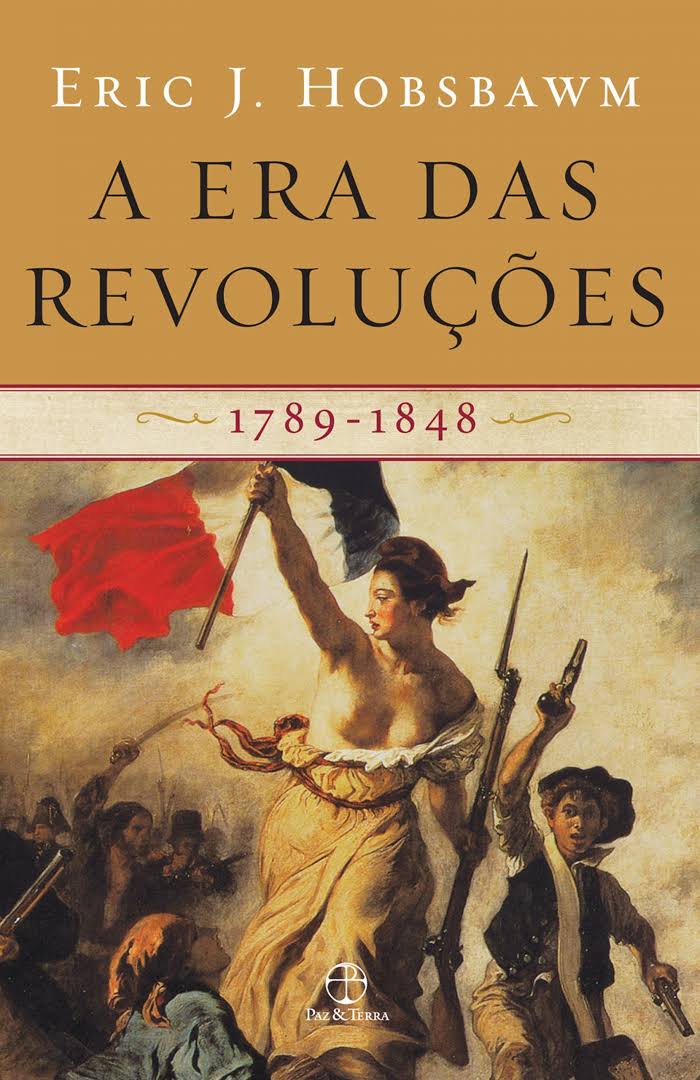 Eric J. Hobsbawm
A ERA DAS
REVOLUÇÕES
1789-1848
Paz & Terra